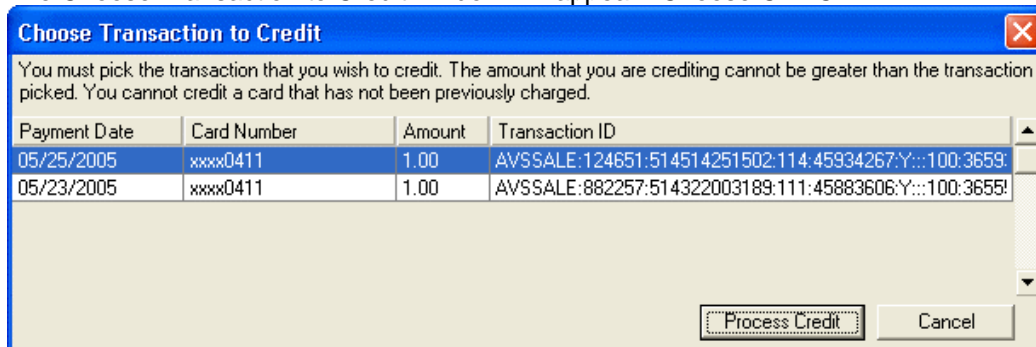 Choose Transaction to Credit
You must pick the transaction that you wish to credit. The amount that you are crediting cannot be greater than the transaction
picked. You cannot credit a card that has not been previously charged.
Payment Date Card Number Amount Transaction ID
05/25/2005 xxxx0411 1.00 AVSSALE:124651:514514251502:114:45934267:Y:::100:3659
05/23/2005 xxxx0411 1.00 AVSSALE:882257:514322003189:111:45883606:Y:::100:3655
Process Credit Cancel